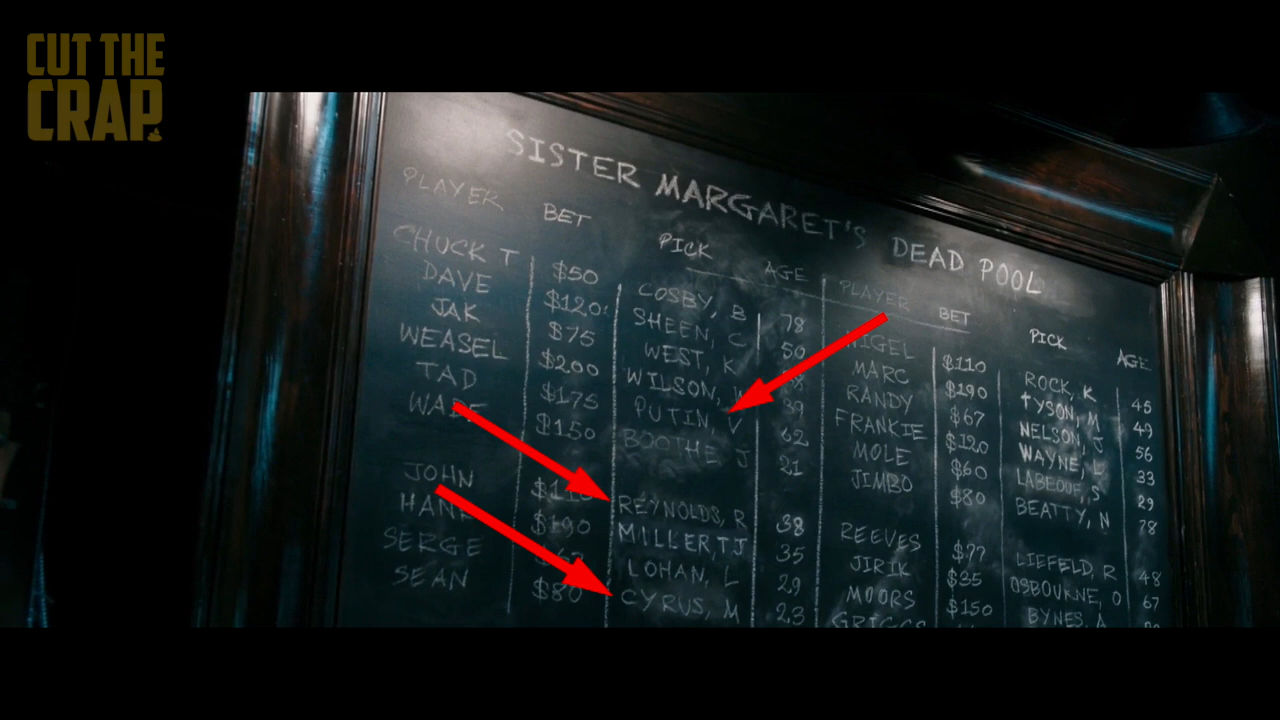 CUT THE
CRAP.
SISTER MARGARET'S DEAD POOL
PLAYER BET PICK AGE
CHUCK T $50 COSBY, B 78
DAVE $120 SHEEN, C 50
JAK $75 WEST, K
WEASEL $200 WILSON, 39
TAD $175 PUTIN, V 62
WADE $150 BOOTHE J 21
JOHN $110 REYNOLDS, R 38
HANK $190 MILLER, TJ 35
SERGE LOHAN, L 29
SEAN $80 CYRUS, M 23
PLAYER BET PICK AGE
NIGEL $110 ROCK, K 45
MARC $190 TYSON, M 49
RANDY $67 NELSON, J 56
FRANKIE $120 WAYNE, L 33
MOLE $60 LABEOUF, S 29
JIMBO $80 BEATTY, N 78
REEVES $77 LIEFELD, R 48
JIRIK $35 OSBOURNE, O 67
MOORS $150 BYNES, A
GRIGGS